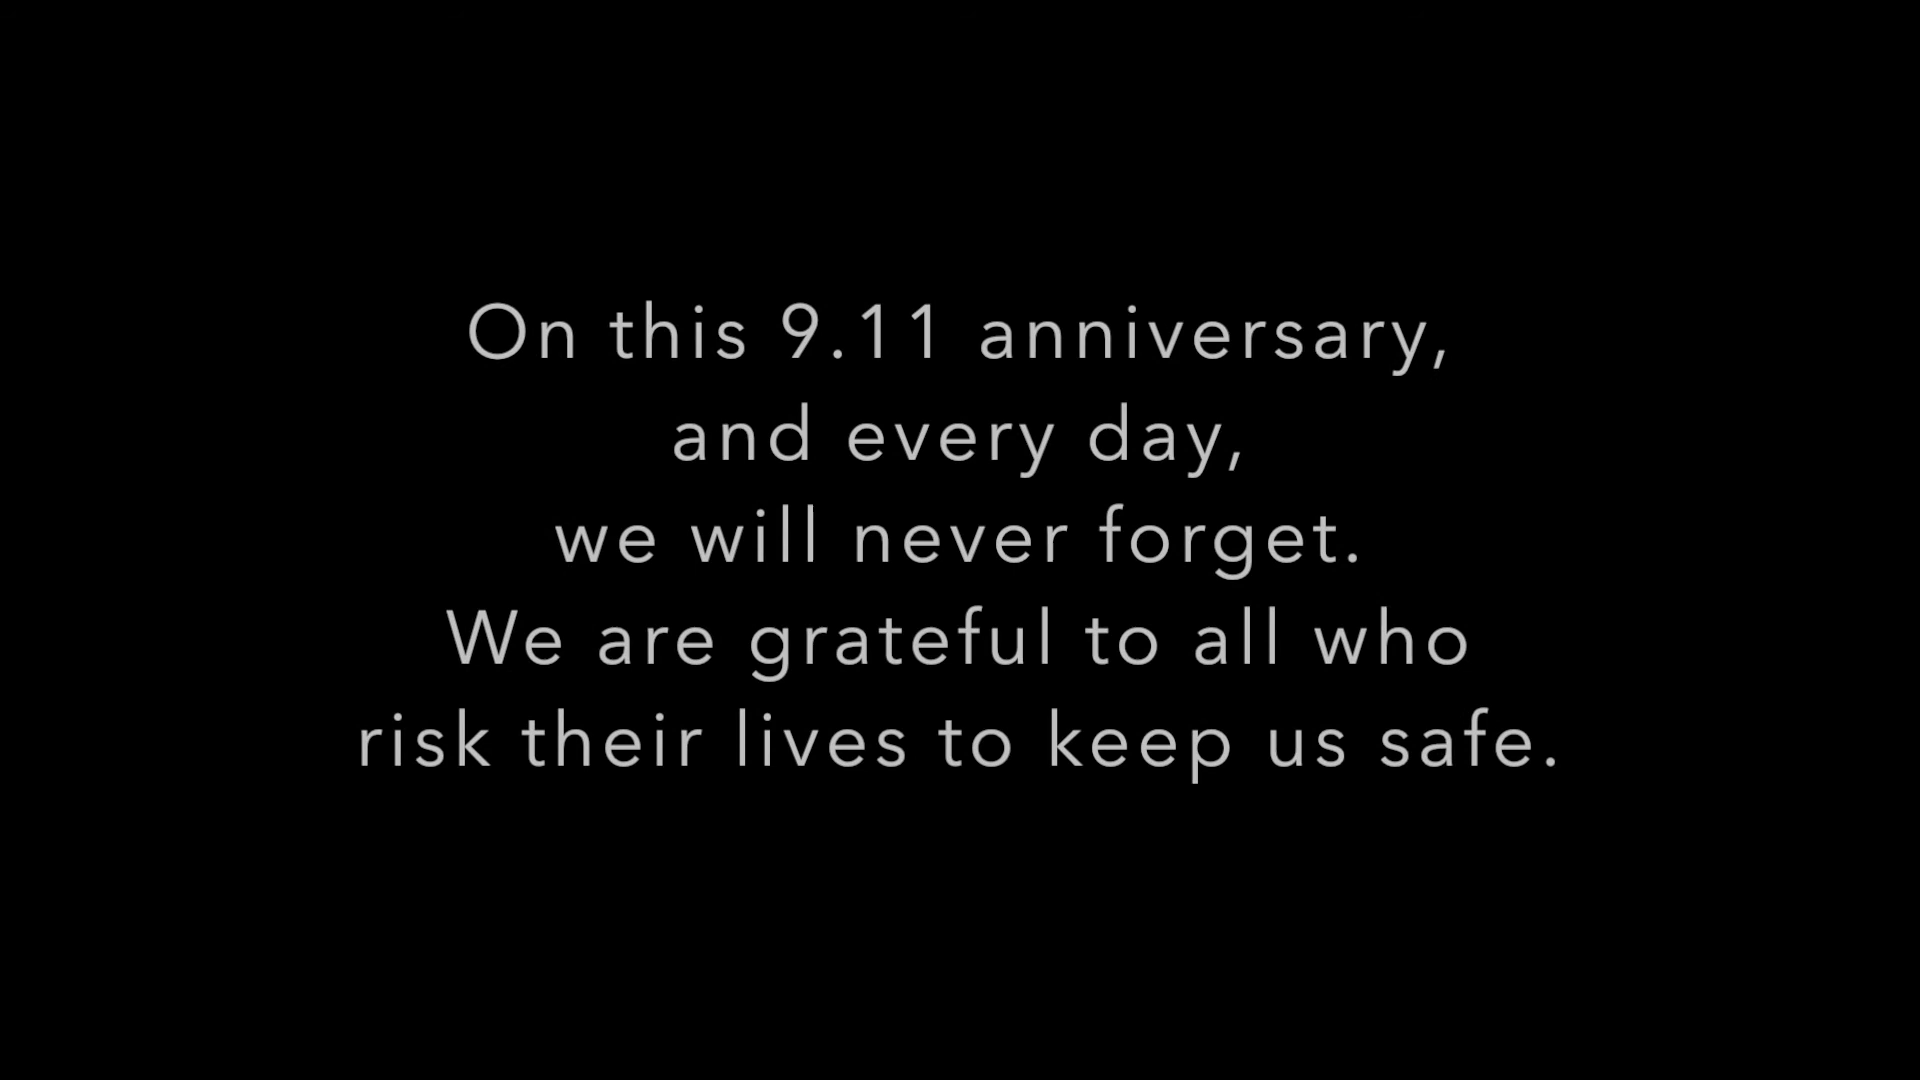 On this 9.11 anniversary,
and every day,
we will never forget.
We are grateful to all who
risk their lives to keep us safe.